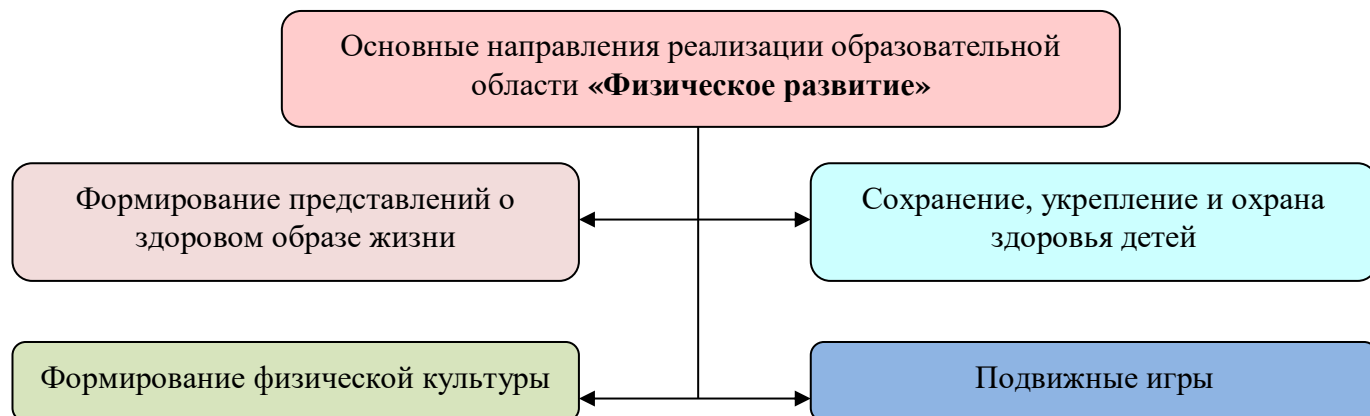 Основные направления реализации образовательной
области «Физическое развитие»
Формирование представлений о
здоровом образе жизни
Сохранение, укрепление и охрана
здоровья детей
Формирование физической культуры
Подвижные игры